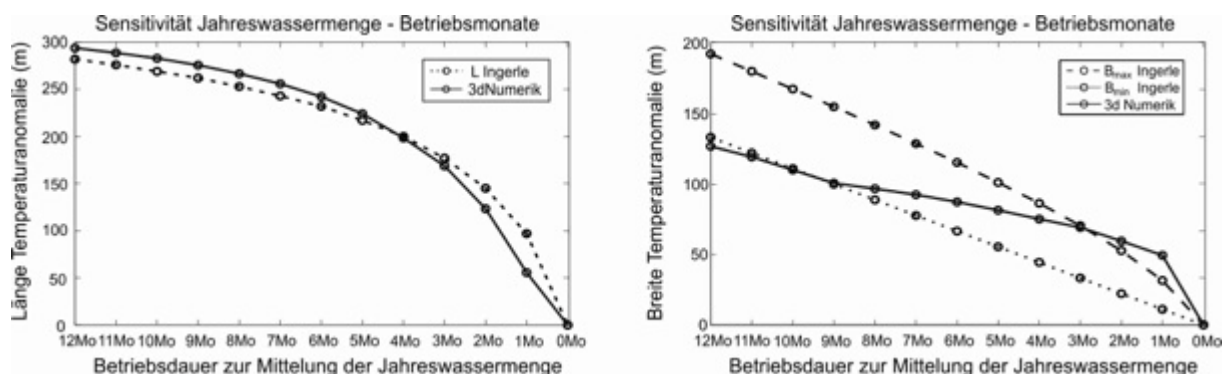 Sensitivität Jahreswassermenge - Betriebsmonate
Länge Temperaturanomalie (m)
300
250
200
150
100
50
0
L Ingerle
3dNumerik
12Mo 11Mo 10Mo 9Mo 8Mo 7Mo 6Mo 5Mo 4Mo 3Mo 2Mo 1Mo 0Mo
Betriebsdauer zur Mittelung der Jahreswassermenge
Sensitivität Jahreswassermenge - Betriebsmonate
Breite Temperaturanomalie (m)
200
150
100
50
0
Bmax Ingerle
Bmin Ingerle
3d Numerik
12Mo 11Mo 10Mo 9Mo 8Mo 7Mo 6Mo 5Mo 4Mo 3Mo 2Mo 1Mo 0Mo
Betriebsdauer zur Mittelung der Jahreswassermenge